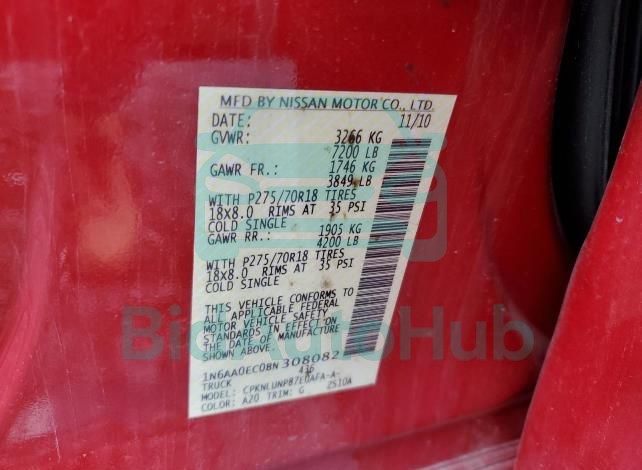 MFD BY NISSAN MOTOR CO., LTD.
DATE: 11/10
GVWR: 3266 KG
7200 LB
GAWR FR.: 1746 KG
3849 LB
WITH P275/70R18 TIRES
18X8.0 RIMS AT 35 PSI
COLD SINGLE
GAWR RR.: 1905 KG
4200 LB
WITH P275/70R18 TIRES
18X8.0 RIMS AT 35 PSI
COLD SINGLE
THIS VEHICLE CONFORMS TO
ALL APPLICABLE FEDERAL
MOTOR VEHICLE SAFETY
STANDARDS IN EFFECT ON
THE DATE OF MANUFACTURE
SHOWN ABOVE.
BidAutoHub
1N6AA0EC0BN308082
TRUCK 436
MODEL: CPKNLUNP87E0AFA-A-
COLOR: A20 TRIM: G ZS10A